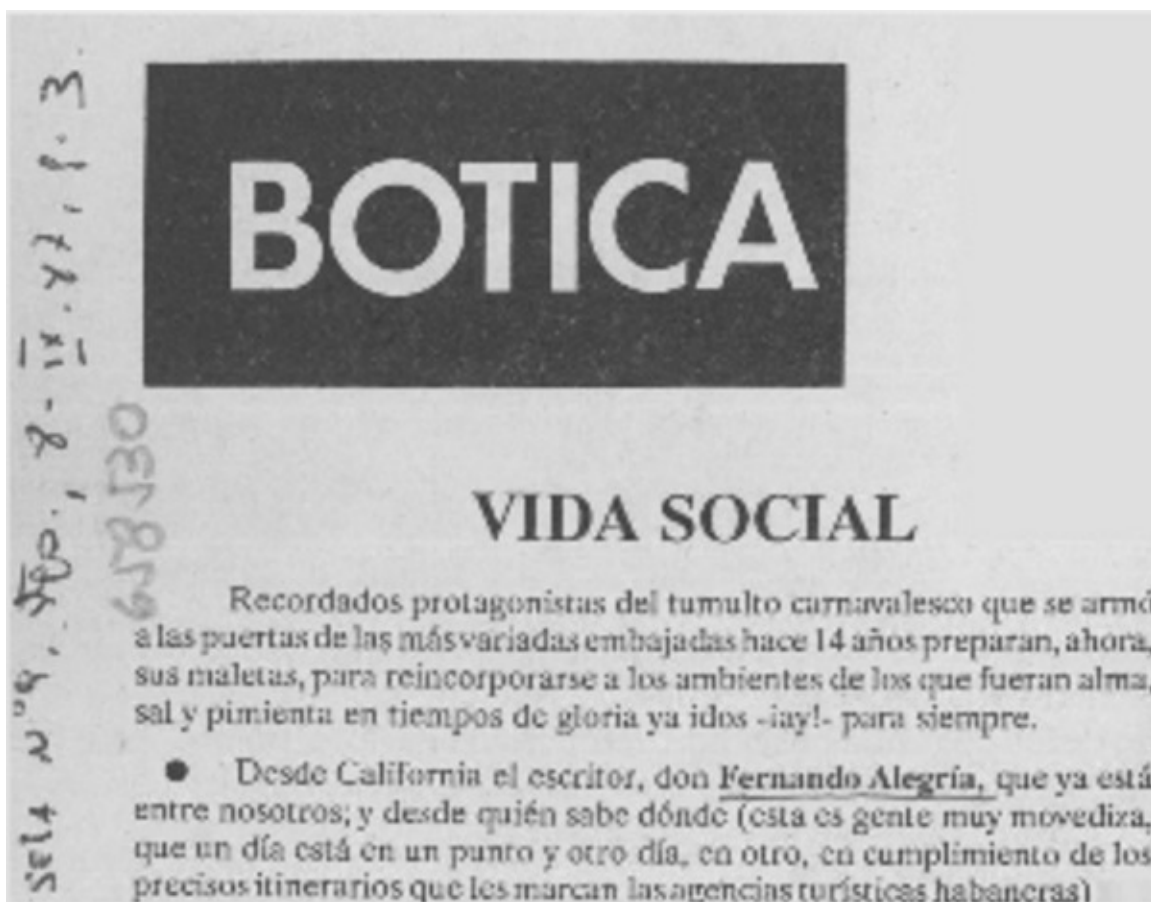 BOTICA
VIDA SOCIAL
Recordados protagonistas del tumulto carnavalesco que se armó
a las puertas de las más variadas embajadas hace 14 años preparan, ahora,
sus maletas, para reincorporarse a los ambientes de los que fueran alma,
sal y pimienta en tiempos de gloria ya idos -¡ay!- para siempre.
● Desde California el escritor, don Fernando Alegría, que ya está
entre nosotros; y desde quién sabe dónde (esta es gente muy movediza,
que un día está en un punto y otro día, en otro, en cumplimiento de los
precisos itinerarios que les marcan las agencias turísticas habaneras)